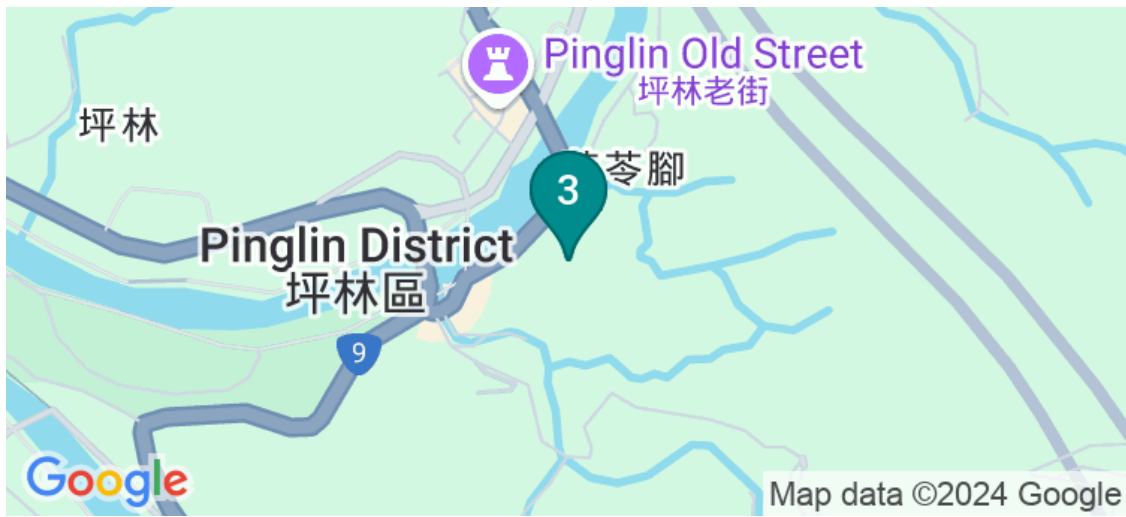 Pinglin Old Street
坪林老街
坪林
苓腳
3
Pinglin District
坪林區
9
Google
Map data ©2024 Google